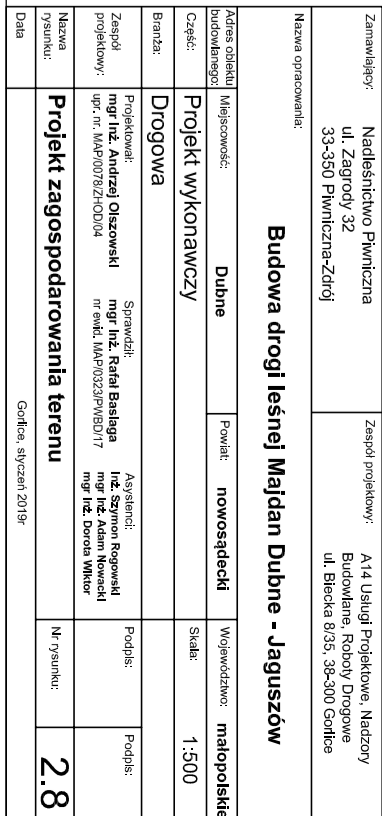 Zamawiający:
Nadleśnictwo Piwniczna
ul. Zagrody 32
33-350 Piwniczna-Zdrój
Zespół projektowy:
A14 Usługi Projektowe, Nadzory
Budowlane, Roboty Drogowe
ul. Biecka 8/35, 38-300 Gorlice
Nazwa opracowania:
Budowa drogi leśnej Majdan Dubne - Jaguszów
Adres obiektu
budowlanego:
Miejscowość:
Dubne
Powiat:
nowosądecki
Województwo:
małopolskie
Część:
Projekt wykonawczy
Skala:
1:500
Branża:
Drogowa
Zespół
projektowy:
Projektował:
mgr inż. Andrzej Olszowski
upr. nr. MAP/0078/ZHOD/04
Sprawdził:
mgr inż. Rafał Basiaga
nr ewid. MAP/0323/PWBD/17
Asystenci:
inż. Szymon Rogowski
mgr inż. Adam Nowacki
mgr inż. Dorota Wiktor
Podpis:
Podpis:
Nazwa
rysunku:
Projekt zagospodarowania terenu
Nr rysunku:
2.8
Data
Gorlice, styczeń 2019r